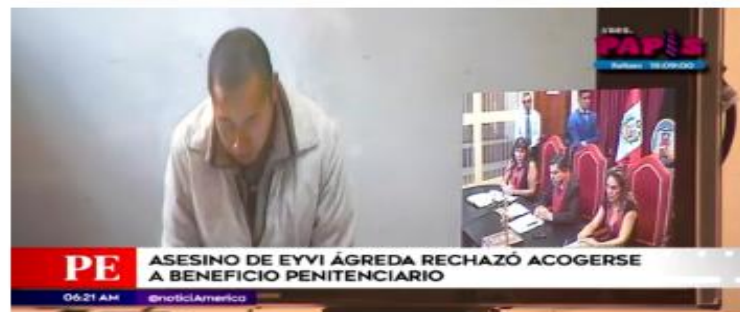 PAPIS
PE
ASESINO DE EYVI ÁGREDA RECHAZÓ ACOGERSE
A BENEFICIO PENITENCIARIO
06:21 AM
@noticiAmerica